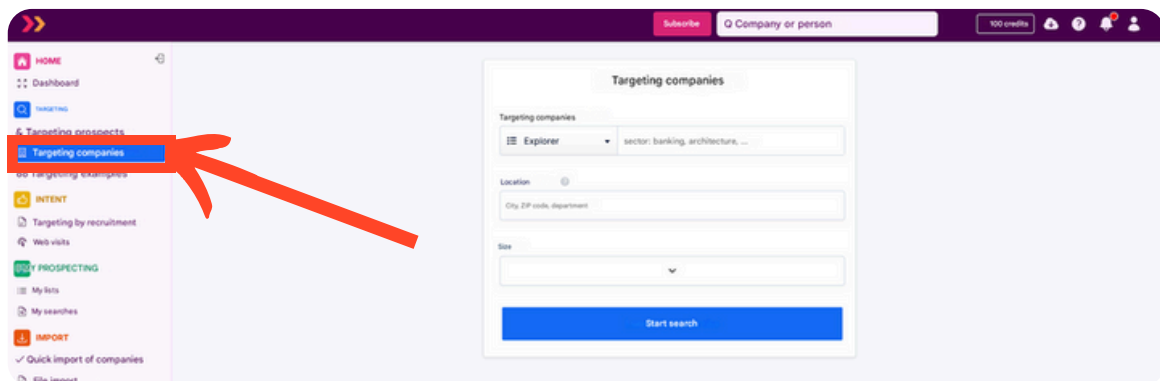 Subscribe
Q Company or person
100 credits
HOME
Dashboard
TARGETING
& Targeting prospects
Targeting companies
Targeting examples
INTENT
Targeting by recruitment
Web visits
Y PROSPECTING
My lists
My searches
IMPORT
Quick import of companies
File import
Targeting companies
Targeting companies
Explorer
sector: banking, architecture, ...
Location
City, ZIP code, department
Size
Start search